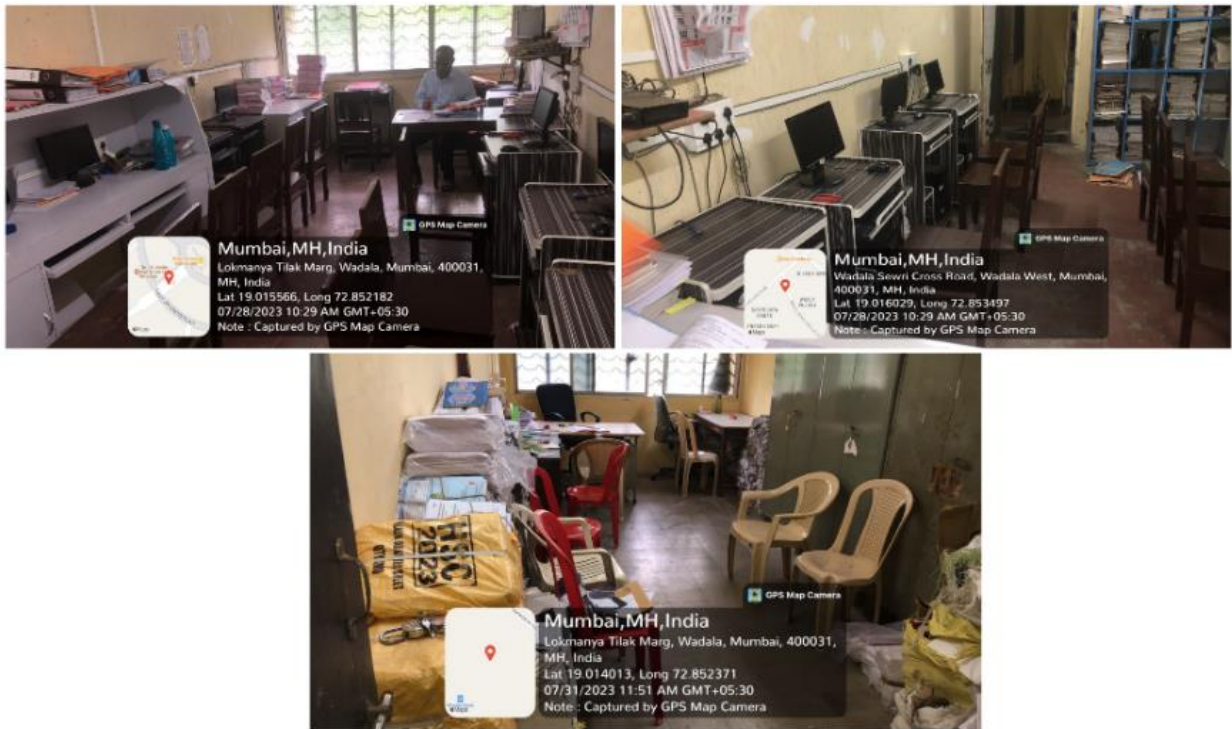 GPS Map Camera
Mumbai,MH,India
Lokmanya Tilak Marg, Wadala, Mumbai, 400031,
MH, India
Lat 19.015566, Long 72.852182
07/28/2023 10:29 AM GMT+05:30
Note : Captured by GPS Map Camera
GPS Map Camera
Mumbai,MH,India
Wadala Sewri Cross Road, Wadala West, Mumbai,
400031, MH, India
Lat 19.016029, Long 72.853497
07/28/2023 10:29 AM GMT+05:30
Note : Captured by GPS Map Camera
HSC
2023
GPS Map Camera
Mumbai,MH,India
Lokmanya Tilak Marg, Wadala, Mumbai, 400031,
MH, India
Lat 19.014013, Long 72.852371
07/31/2023 11:51 AM GMT+05:30
Note : Captured by GPS Map Camera